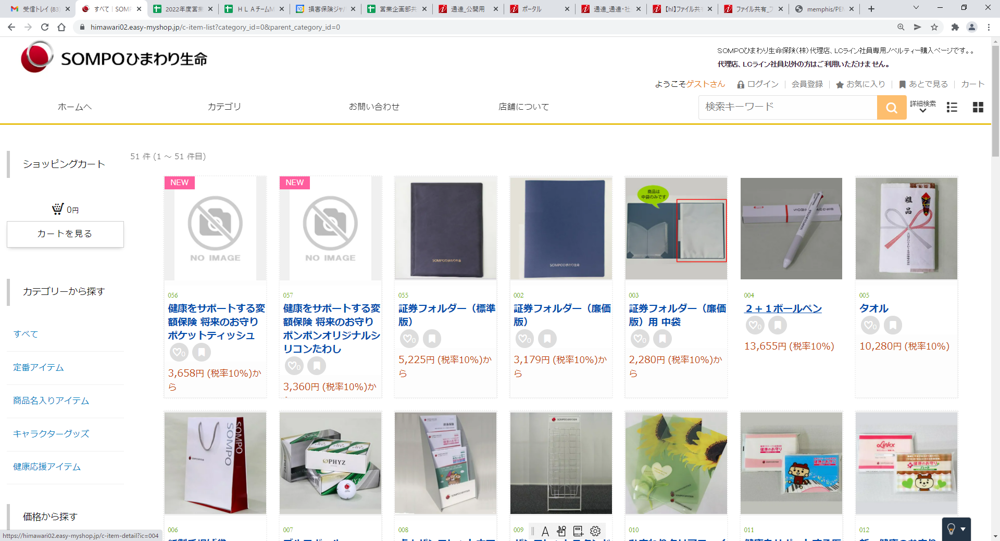 受信トレイ (83)
すべて | SOMP
2022年度営業
ＨＬＡチームM
損害保険ジャパ
営業企画部共
通達_公開用
ポータル
通達_通達・社
【hl】ファイル共有
ファイル共有_フ
memphis/PEN
himawari02.easy-myshop.jp/c-item-list?category_id=0&parent_category_id=0
SOMPOひまわり生命
SOMPOひまわり生命保険(株)代理店、LCライン社員専用ノベルティー購入ページです。。
代理店、LCライン社員以外の方はご利用いただけません。
ようこそゲストさん ログイン 会員登録 お気に入り あとで見る カート
ホームへ カテゴリ お問い合わせ 店舗について 検索キーワード 詳細検索
ショッピングカート
51 件 (1 ～ 51 件目)
0円
カートを見る
カテゴリーから探す
すべて
定番アイテム
商品名入りアイテム
キャラクターグッズ
健康応援アイテム
価格から探す
NEW
NO IMAGE
056
健康をサポートする変
額保険 将来のお守り
ポケットティッシュ
0
3,658円 (税率10%)か
ら
NEW
NO IMAGE
057
健康をサポートする変
額保険 将来のお守り
ポンポンオリジナルシ
リコンたわし
0
3,360円 (税率10%)か
SOMPOひまわり生命
055
証券フォルダー（標準
版）
0
5,225円 (税率10%)か
ら
SOMPOひまわり生命
002
証券フォルダー（廉価
版）
0
3,179円 (税率10%)か
ら
商品は
中袋のみです
003
証券フォルダー（廉価
版）用 中袋
0
2,280円 (税率10%)か
ら
004
２＋１ボールペン
0
13,655円 (税率10%)
粗品
005
タオル
0
10,280円 (税率10%)
SOMPO
SOMPO
006
PHYZ
PHYZ
007
008
009
010
健康のお守り
健康のお守り
011
Linkx
健康のお守り
ハート
012
https://himawari02.easy-myshop.jp/c-item-detail?ic=004